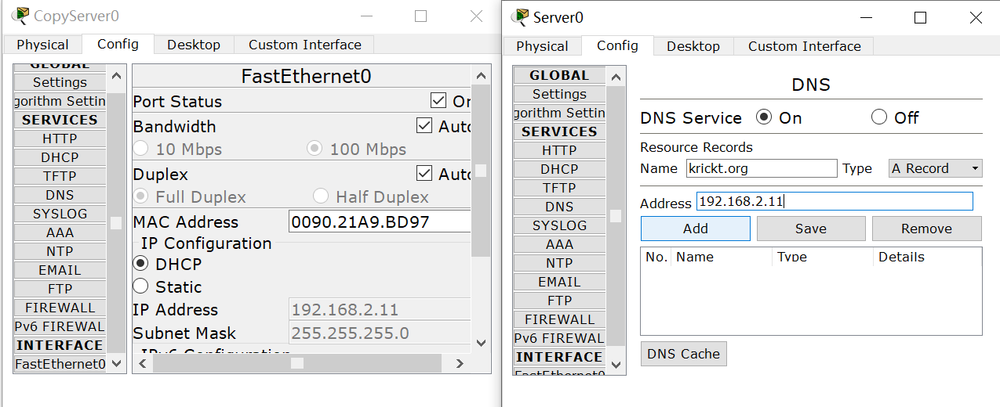 CopyServer0
Physical Config Desktop Custom Interface
GLOBAL
Settings
gorithm Settin
SERVICES
HTTP
DHCP
TFTP
DNS
SYSLOG
AAA
NTP
EMAIL
FTP
FIREWALL
Pv6 FIREWAL
INTERFACE
FastEthernet0
FastEthernet0
Port Status On
Bandwidth Auto
10 Mbps 100 Mbps
Duplex Auto
Full Duplex Half Duplex
MAC Address 0090.21A9.BD97
IP Configuration
DHCP
Static
IP Address 192.168.2.11
Subnet Mask 255.255.255.0
IPv6 Configuration
Server0
Physical Config Desktop Custom Interface
GLOBAL
Settings
gorithm Settin
SERVICES
HTTP
DHCP
TFTP
DNS
SYSLOG
AAA
NTP
EMAIL
FTP
FIREWALL
Pv6 FIREWAL
INTERFACE
FastEthernet0
DNS
DNS Service On Off
Resource Records
Name krickt.org Type A Record
Address 192.168.2.11
Add Save Remove
No. Name Type Details
DNS Cache